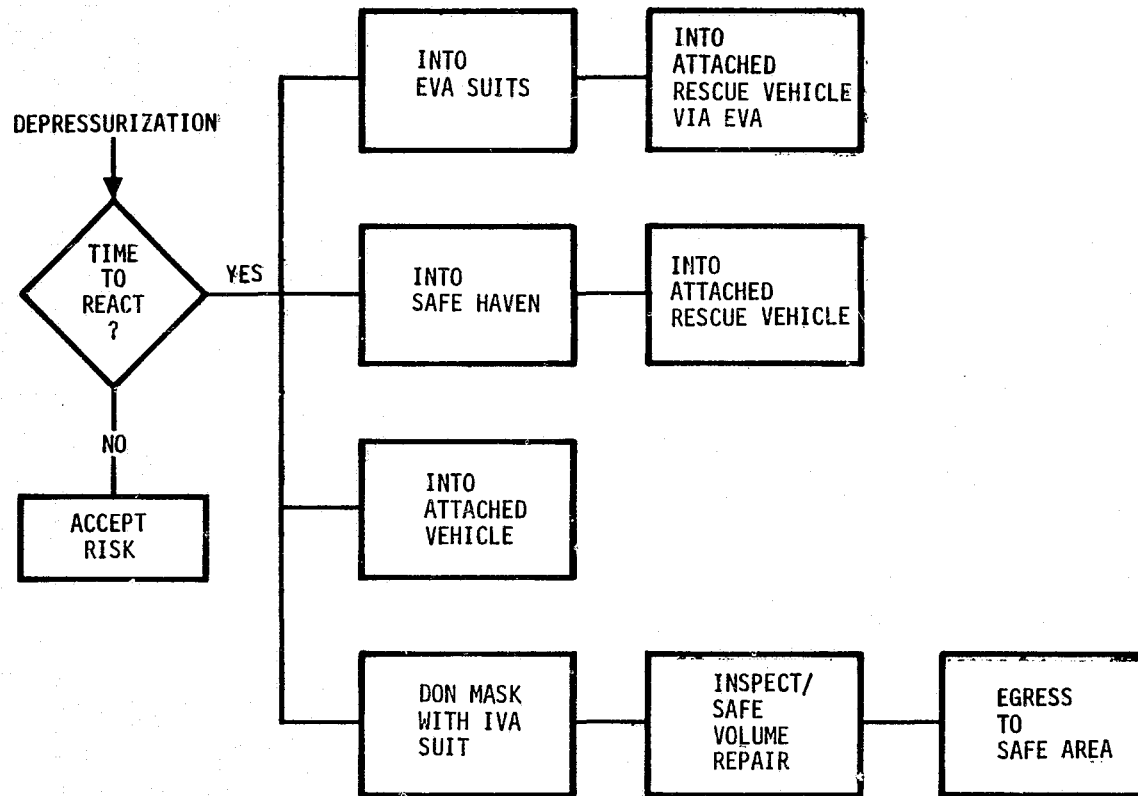 DEPRESSURIZATION
TIME
TO
REACT
?
YES
NO
ACCEPT
RISK
INTO
EVA SUITS
INTO
ATTACHED
RESCUE VEHICLE
VIA EVA
INTO
SAFE HAVEN
INTO
ATTACHED
RESCUE VEHICLE
INTO
ATTACHED
VEHICLE
DON MASK
WITH IVA
SUIT
INSPECT/
SAFE
VOLUME
REPAIR
EGRESS
TO
SAFE AREA